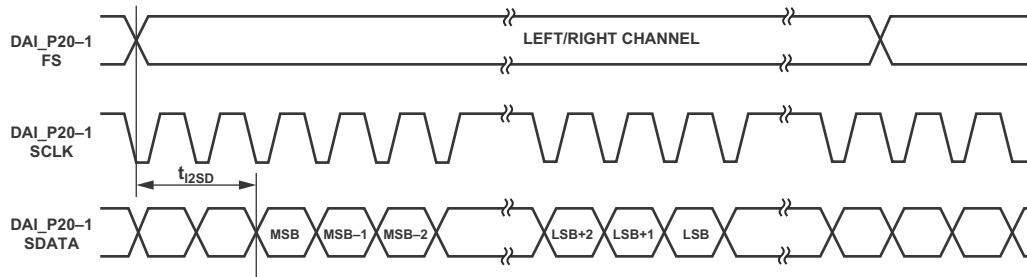 DAI_P20–1
FS
LEFT/RIGHT CHANNEL
DAI_P20–1
SCLK
tI2SD
DAI_P20–1
SDATA
MSB
MSB–1
MSB–2
LSB+2
LSB+1
LSB